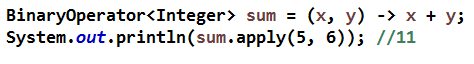 BinaryOperator<Integer> sum = (x, y) -> x + y;
System.out.println(sum.apply(5, 6)); //11